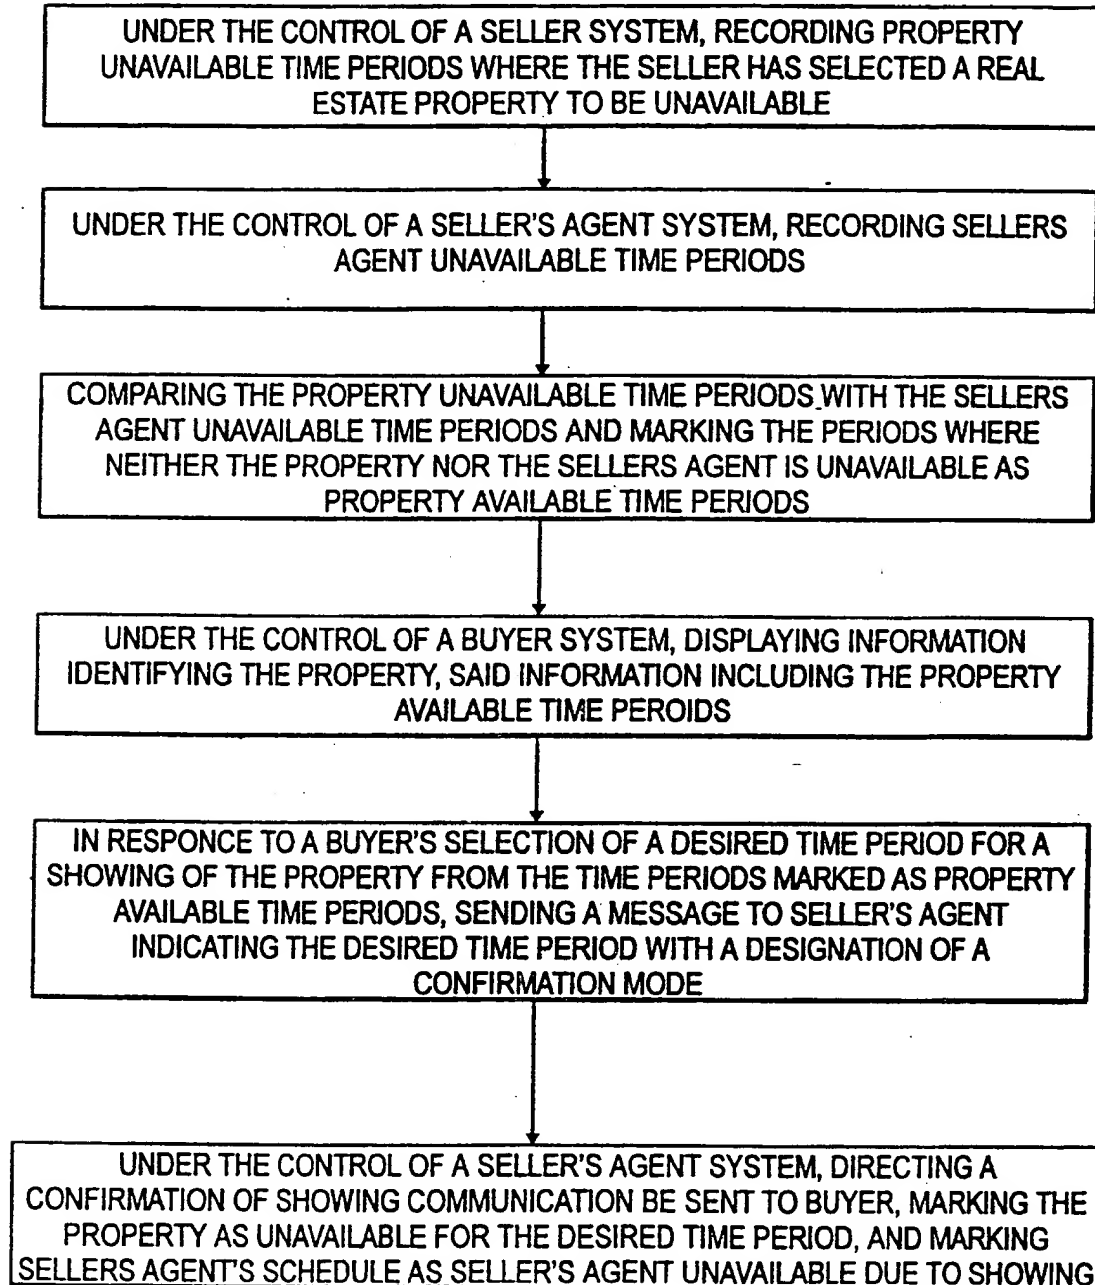 UNDER THE CONTROL OF A SELLER SYSTEM, RECORDING PROPERTY
UNAVAILABLE TIME PERIODS WHERE THE SELLER HAS SELECTED A REAL
ESTATE PROPERTY TO BE UNAVAILABLE
UNDER THE CONTROL OF A SELLER'S AGENT SYSTEM, RECORDING SELLERS
AGENT UNAVAILABLE TIME PERIODS
COMPARING THE PROPERTY UNAVAILABLE TIME PERIODS WITH THE SELLERS
AGENT UNAVAILABLE TIME PERIODS AND MARKING THE PERIODS WHERE
NEITHER THE PROPERTY NOR THE SELLERS AGENT IS UNAVAILABLE AS
PROPERTY AVAILABLE TIME PERIODS
UNDER THE CONTROL OF A BUYER SYSTEM, DISPLAYING INFORMATION
IDENTIFYING THE PROPERTY, SAID INFORMATION INCLUDING THE PROPERTY
AVAILABLE TIME PEROIDS
IN RESPONCE TO A BUYER'S SELECTION OF A DESIRED TIME PERIOD FOR A
SHOWING OF THE PROPERTY FROM THE TIME PERIODS MARKED AS PROPERTY
AVAILABLE TIME PERIODS, SENDING A MESSAGE TO SELLER'S AGENT
INDICATING THE DESIRED TIME PERIOD WITH A DESIGNATION OF A
CONFIRMATION MODE
UNDER THE CONTROL OF A SELLER'S AGENT SYSTEM, DIRECTING A
CONFIRMATION OF SHOWING COMMUNICATION BE SENT TO BUYER, MARKING THE
PROPERTY AS UNAVAILABLE FOR THE DESIRED TIME PERIOD, AND MARKING
SELLERS AGENT'S SCHEDULE AS SELLER'S AGENT UNAVAILABLE DUE TO SHOWING